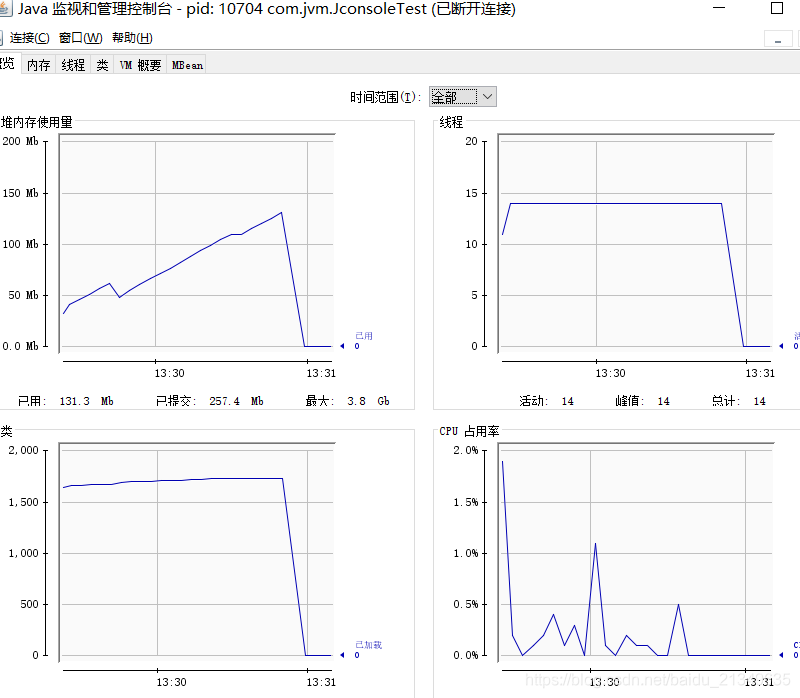 Java 监视和管理控制台 - pid: 10704 com.jvm.JconsoleTest (已断开连接)
连接(C) 窗口(W) 帮助(H)
览 内存 线程 类 VM 概要 MBean
时间范围(T): 全部
堆内存使用量
200 Mb
150 Mb
100 Mb
50 Mb
0.0 Mb
已用
0
13:30 13:31
已用: 131.3 Mb 已提交: 257.4 Mb 最大: 3.8 Gb
线程
20
15
10
5
0
活
0
13:30 13:31
活动: 14 峰值: 14 总计: 14
类
2,000
1,500
1,000
500
0
已加载
0
13:30 13:31
CPU 占用率
2.0%
1.5%
1.0%
0.5%
0.0%
0
13:30 13:31